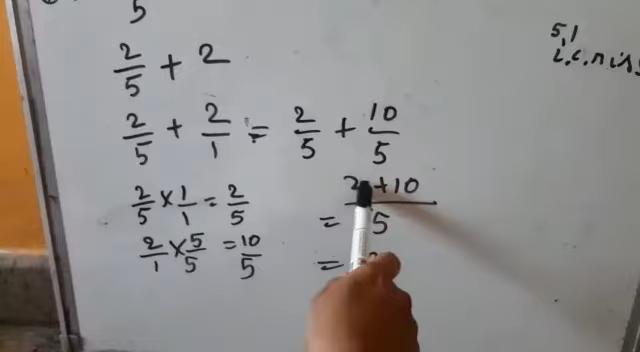 5
2/5 + 2
2/5 + 2/1 = 2/5 + 10/5
2/5 × 1/1 = 2/5
2/1 × 5/5 = 10/5
= 2+10/5
=
5,1
L.C.M is